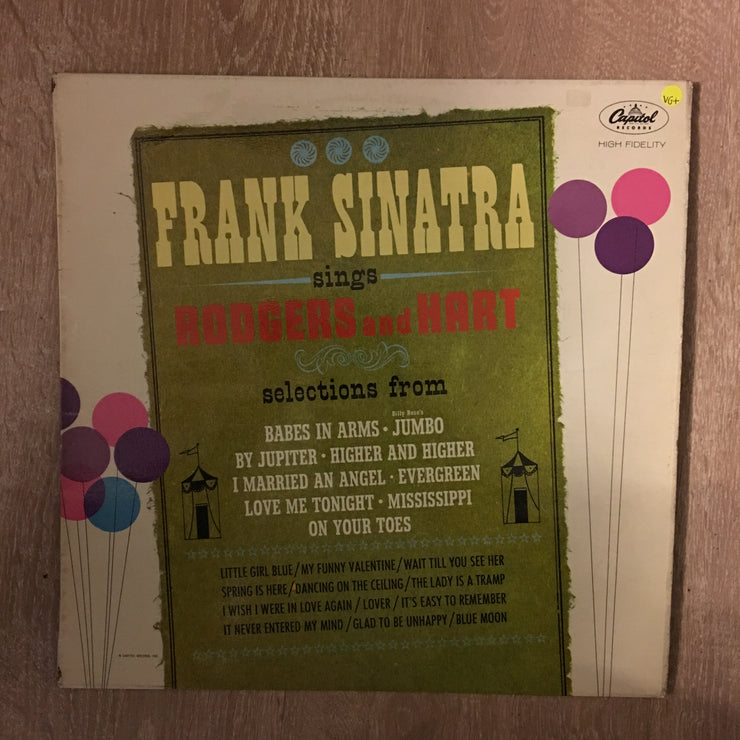 VG+
Capitol
RECORDS
HIGH FIDELITY
FRANK SINATRA
sings
RODGERS and HART
selections from
Billy Rose's
BABES IN ARMS · JUMBO
BY JUPITER · HIGHER AND HIGHER
I MARRIED AN ANGEL · EVERGREEN
LOVE ME TONIGHT · MISSISSIPPI
ON YOUR TOES
LITTLE GIRL BLUE / MY FUNNY VALENTINE / WAIT TILL YOU SEE HER
SPRING IS HERE / DANCING ON THE CEILING / THE LADY IS A TRAMP
I WISH I WERE IN LOVE AGAIN / LOVER / IT'S EASY TO REMEMBER
IT NEVER ENTERED MY MIND / GLAD TO BE UNHAPPY / BLUE MOON
© CAPITOL RECORDS, INC.